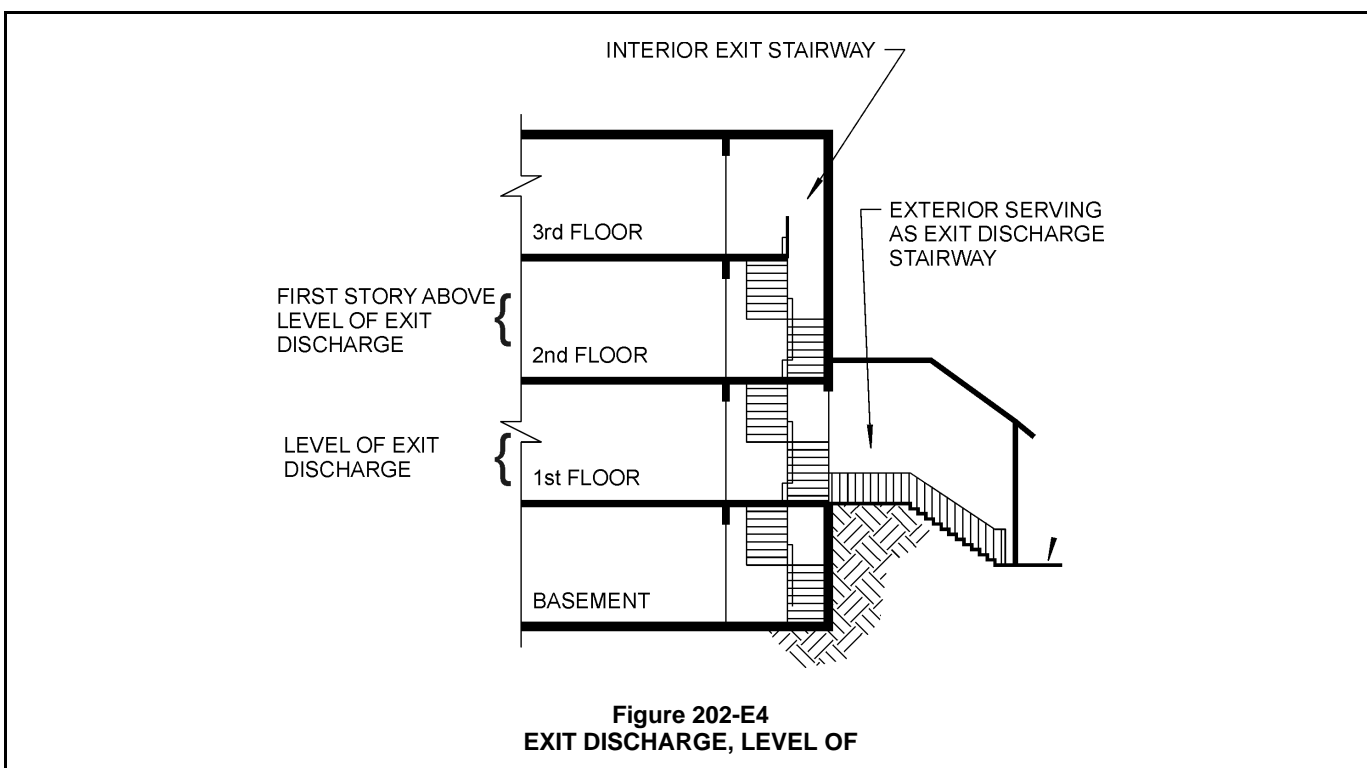 INTERIOR EXIT STAIRWAY
3rd FLOOR
EXTERIOR SERVING
AS EXIT DISCHARGE
STAIRWAY
FIRST STORY ABOVE
LEVEL OF EXIT
DISCHARGE
2nd FLOOR
LEVEL OF EXIT
DISCHARGE
1st FLOOR
BASEMENT
Figure 202-E4
EXIT DISCHARGE, LEVEL OF